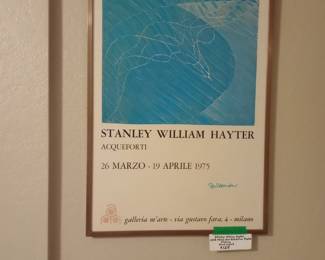 STANLEY WILLIAM HAYTER
ACQUEFORTI
26 MARZO - 19 APRILE 1975
galleria m'arte - via gustavo fara, 4 - milano